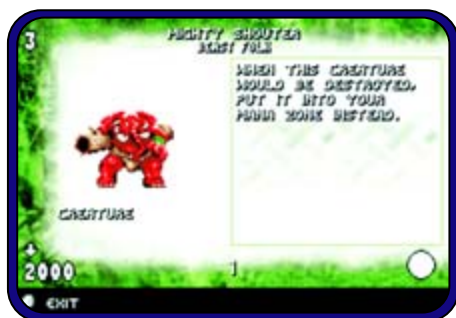 3
MIGHTY SHOUTER
BEAST FOLK
WHEN THIS CREATURE
WOULD BE DESTROYED,
PUT IT INTO YOUR
MANA ZONE INSTEAD.
CREATURE
2000
1
EXIT